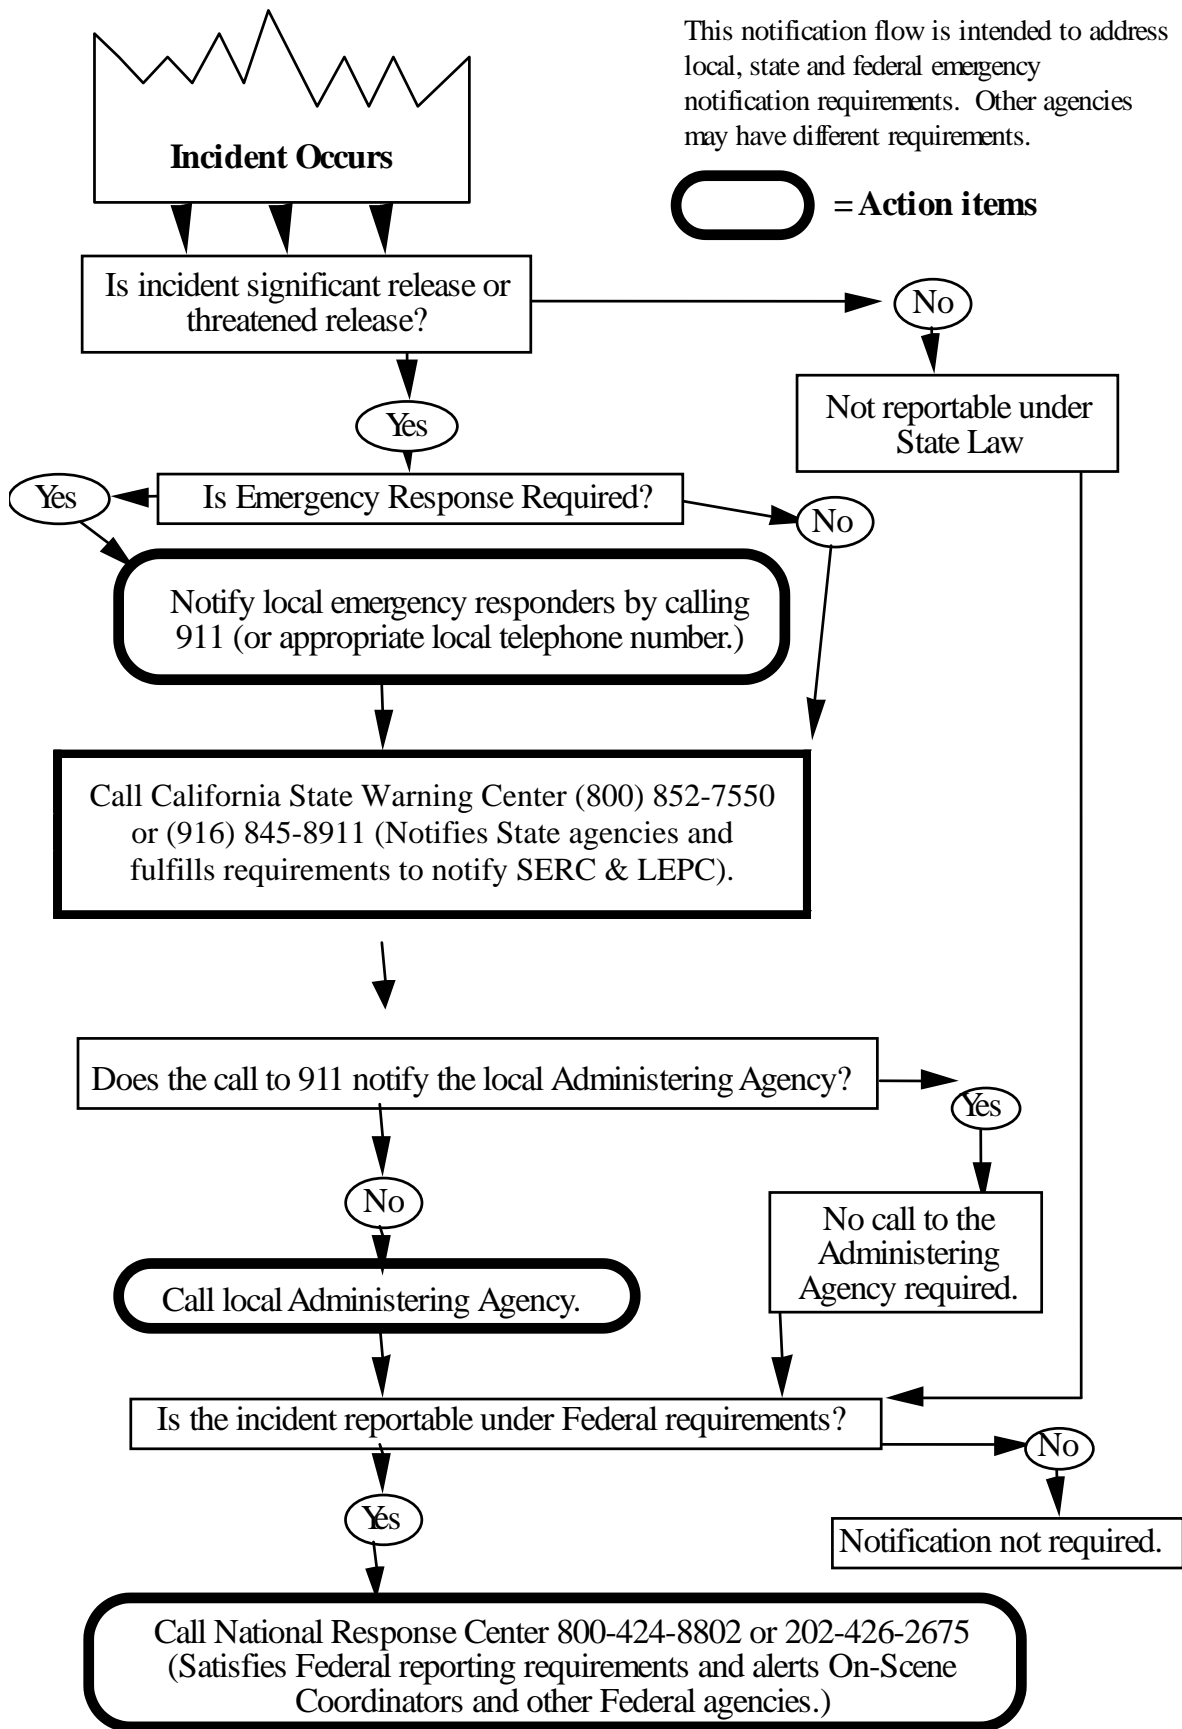 This notification flow is intended to address
local, state and federal emergency
notification requirements.  Other agencies
may have different requirements.
Incident Occurs
= Action items
Is incident significant release or
threatened release?
No
Not reportable under
State Law
Yes
Is Emergency Response Required?
Yes
No
Notify local emergency responders by calling
911 (or appropriate local telephone number.)
Call California State Warning Center (800) 852-7550
or (916) 845-8911 (Notifies State agencies and
fulfills requirements to notify SERC & LEPC).
Does the call to 911 notify the local Administering Agency?
Yes
No
No call to the
Administering
Agency required.
Call local Administering Agency.
Is the incident reportable under Federal requirements?
No
Yes
Notification not required.
Call National Response Center 800-424-8802 or 202-426-2675
(Satisfies Federal reporting requirements and alerts On-Scene
Coordinators and other Federal agencies.)